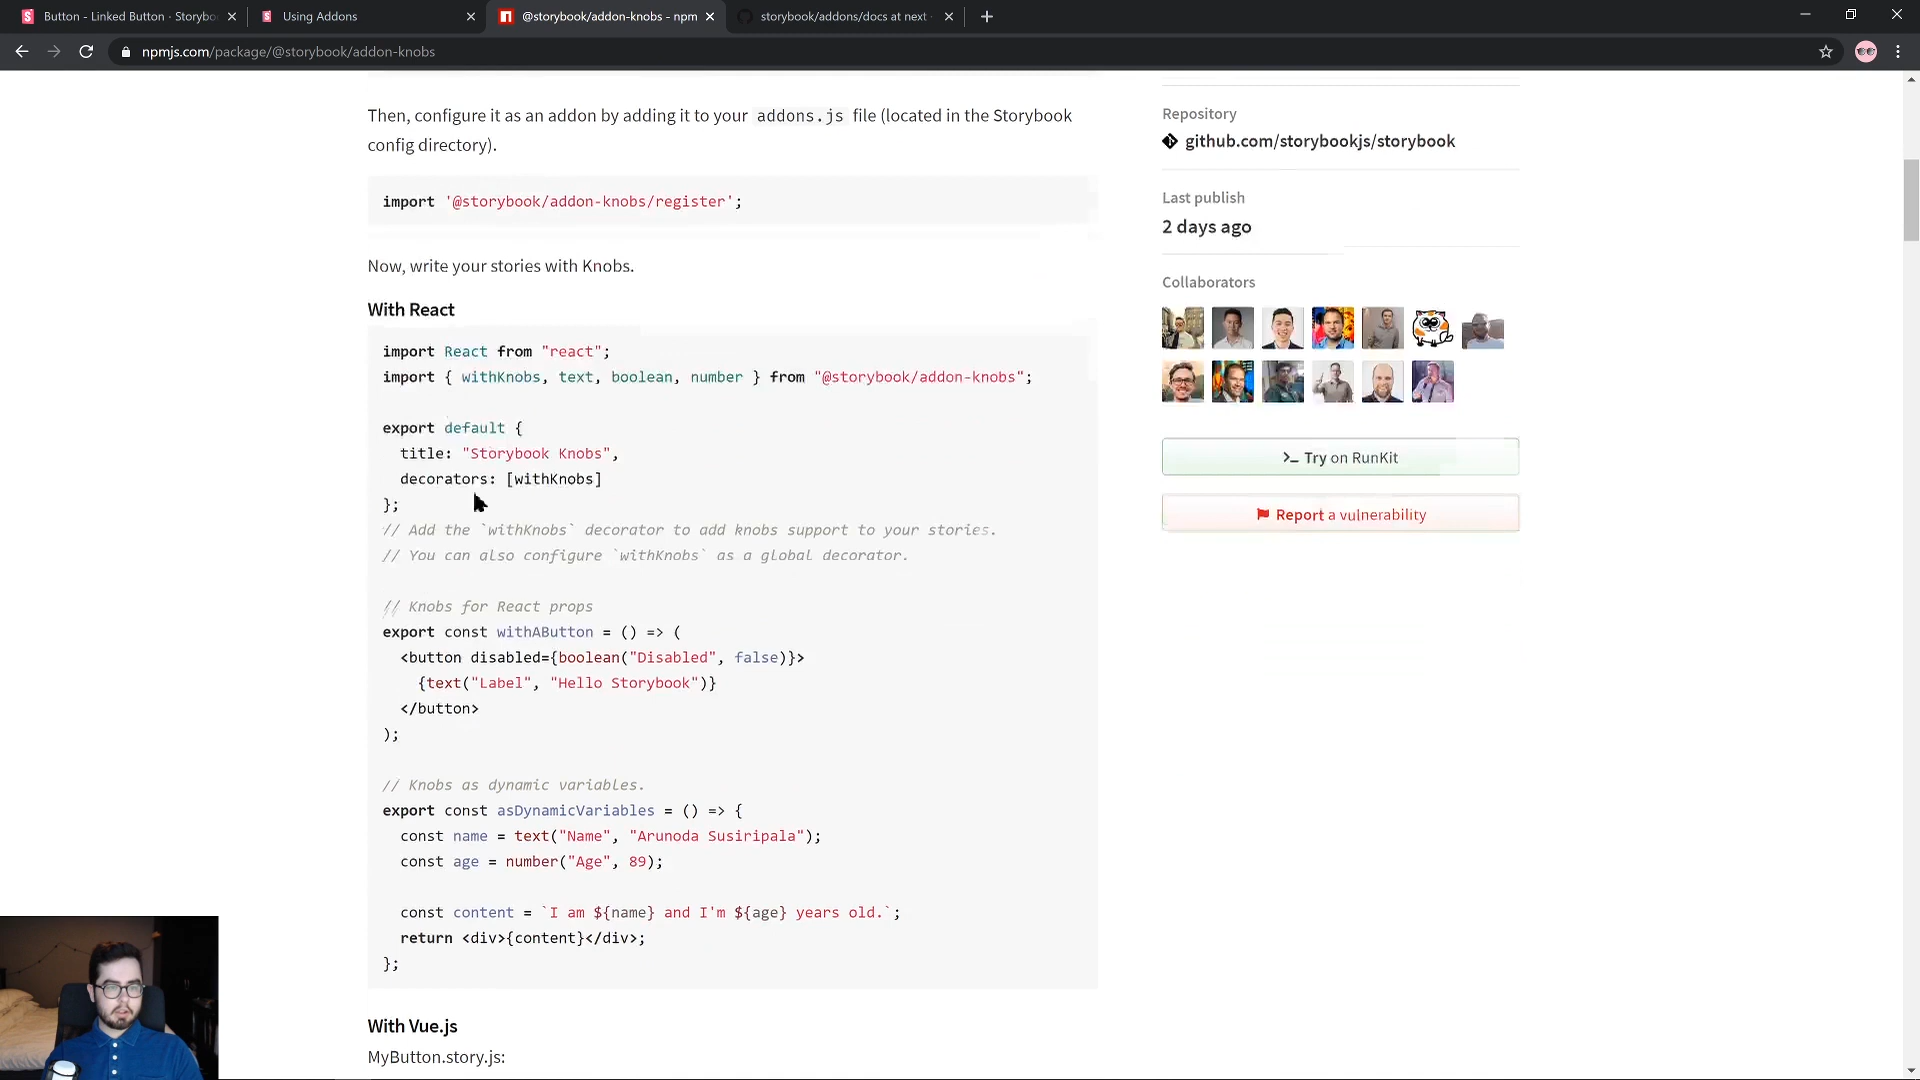 Button - Linked Button · Storybo
Using Addons
@storybook/addon-knobs - npm
storybook/addons/docs at next ·
npmjs.com/package/@storybook/addon-knobs
Then, configure it as an addon by adding it to your addons.js file (located in the Storybook
config directory).
import '@storybook/addon-knobs/register';
Now, write your stories with Knobs.
With React
import React from "react";
import { withKnobs, text, boolean, number } from "@storybook/addon-knobs";
export default {
title: "Storybook Knobs",
decorators: [withKnobs]
};
// Add the `withKnobs` decorator to add knobs support to your stories.
// You can also configure `withKnobs` as a global decorator.
// Knobs for React props
export const withAButton = () => (
<button disabled={boolean("Disabled", false)}>
{text("Label", "Hello Storybook")}
</button>
);
// Knobs as dynamic variables.
export const asDynamicVariables = () => {
const name = text("Name", "Arunoda Susiripala");
const age = number("Age", 89);
const content = `I am ${name} and I'm ${age} years old.`;
return <div>{content}</div>;
};
With Vue.js
MyButton.story.js:
Repository
github.com/storybookjs/storybook
Last publish
2 days ago
Collaborators
>_ Try on RunKit
Report a vulnerability